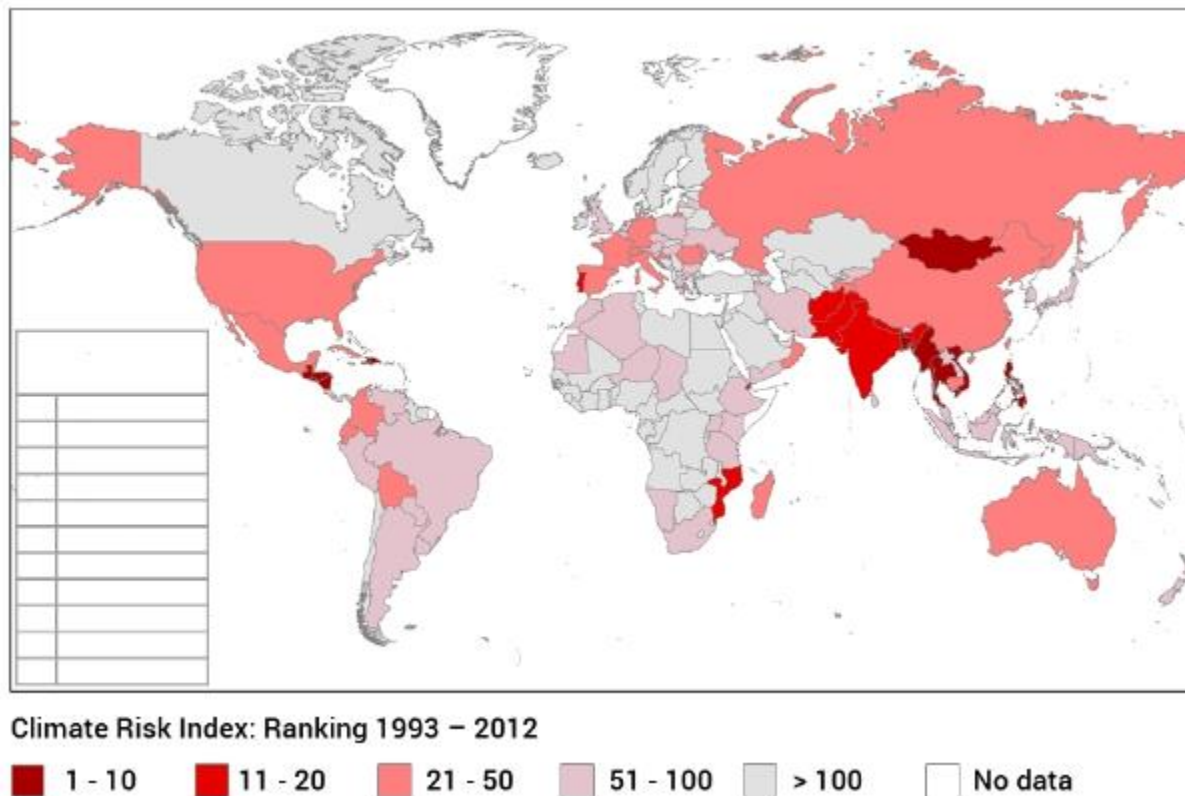 Climate Risk Index: Ranking 1993 – 2012
1 - 10 11 - 20 21 - 50 51 - 100 > 100 No data